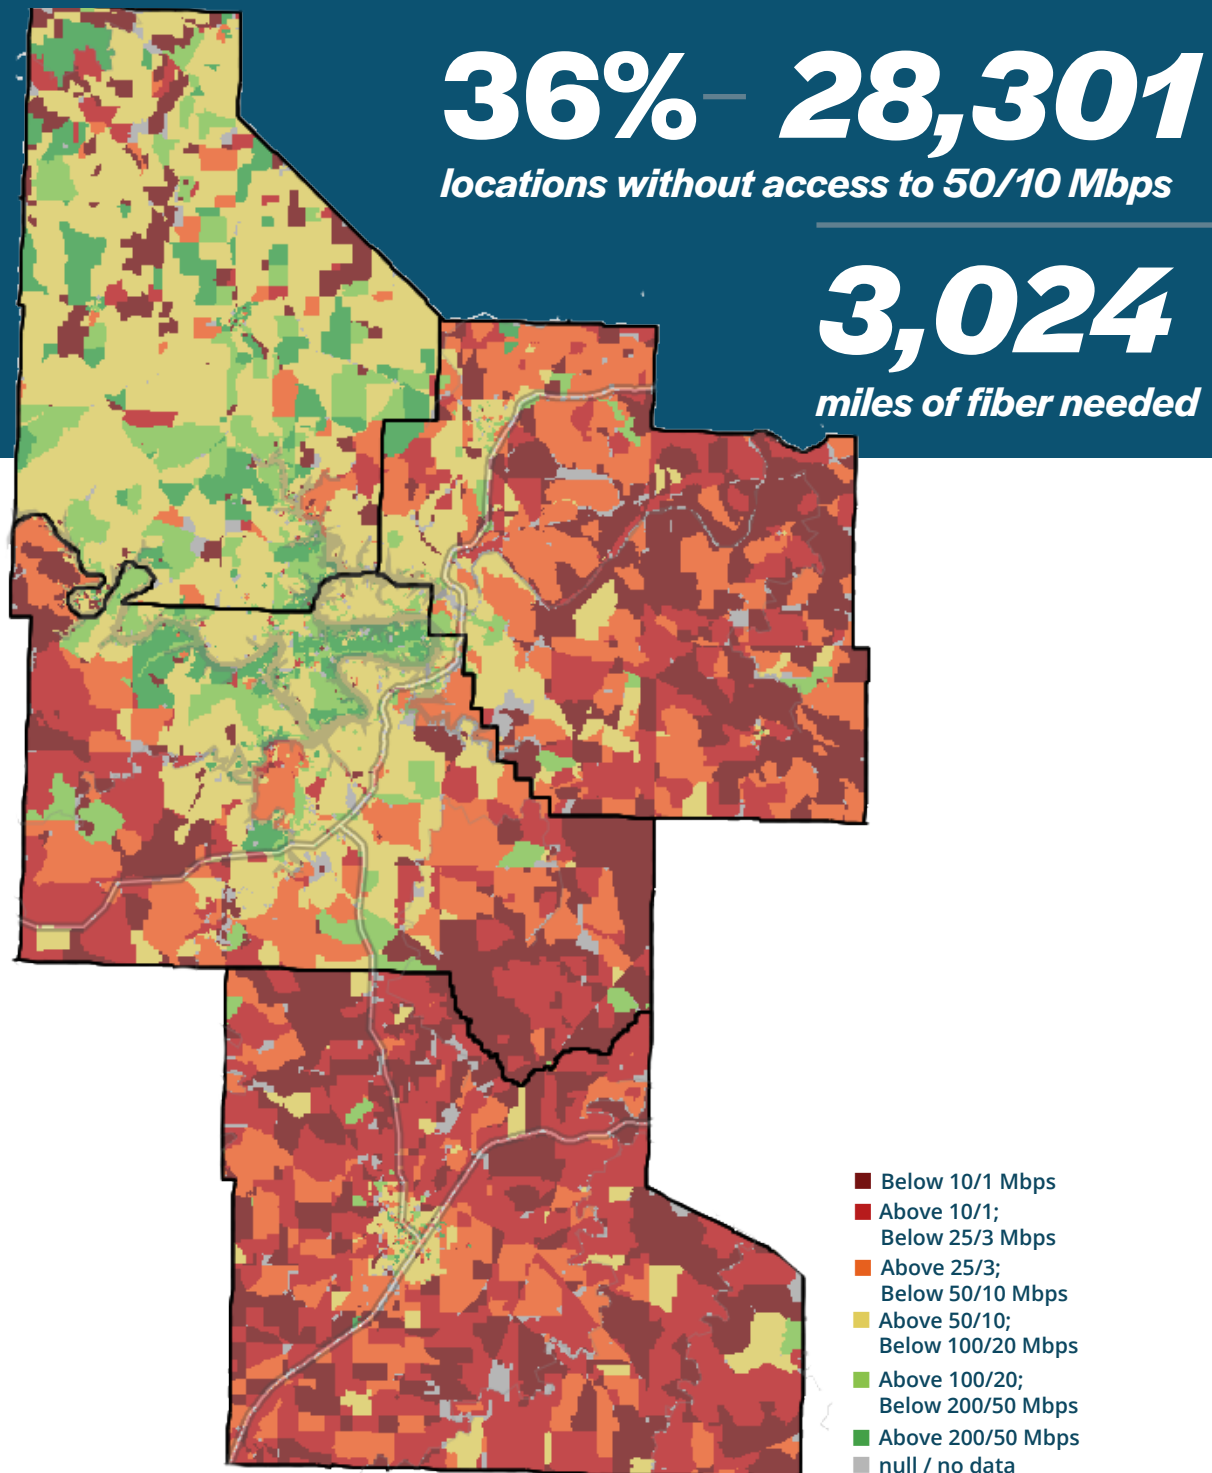 36% – 28,301
locations without access to 50/10 Mbps
3,024
miles of fiber needed
Below 10/1 Mbps
Above 10/1;
Below 25/3 Mbps
Above 25/3;
Below 50/10 Mbps
Above 50/10;
Below 100/20 Mbps
Above 100/20;
Below 200/50 Mbps
Above 200/50 Mbps
null / no data